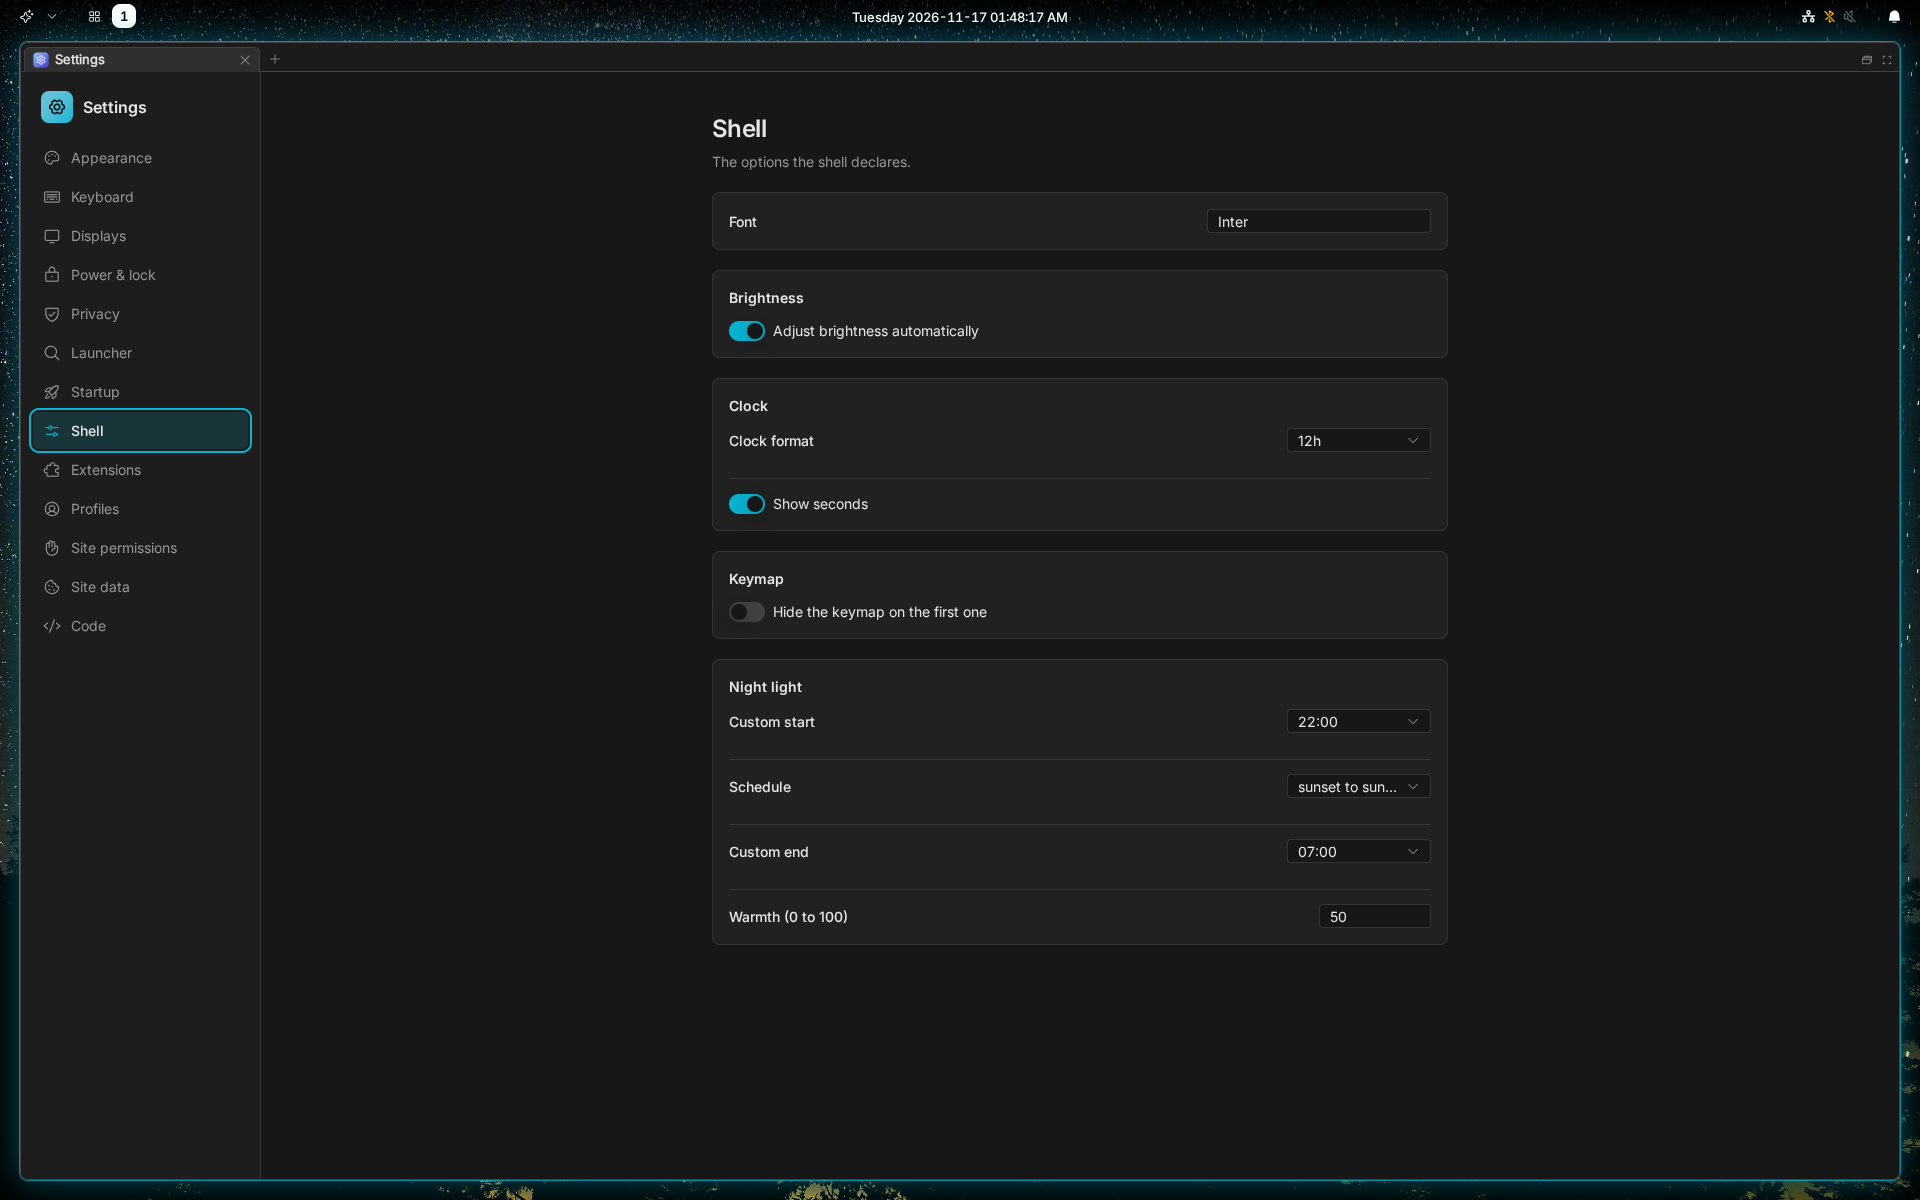 1
Tuesday 2026-11-17 01:48:17 AM
Settings
Settings
Appearance
Keyboard
Displays
Power & lock
Privacy
Launcher
Startup
Shell
Extensions
Profiles
Site permissions
Site data
Code
Shell
The options the shell declares.
Font
Inter
Brightness
Adjust brightness automatically
Clock
Clock format
12h
Show seconds
Keymap
Hide the keymap on the first one
Night light
Custom start
22:00
Schedule
sunset to sun...
Custom end
07:00
Warmth (0 to 100)
50